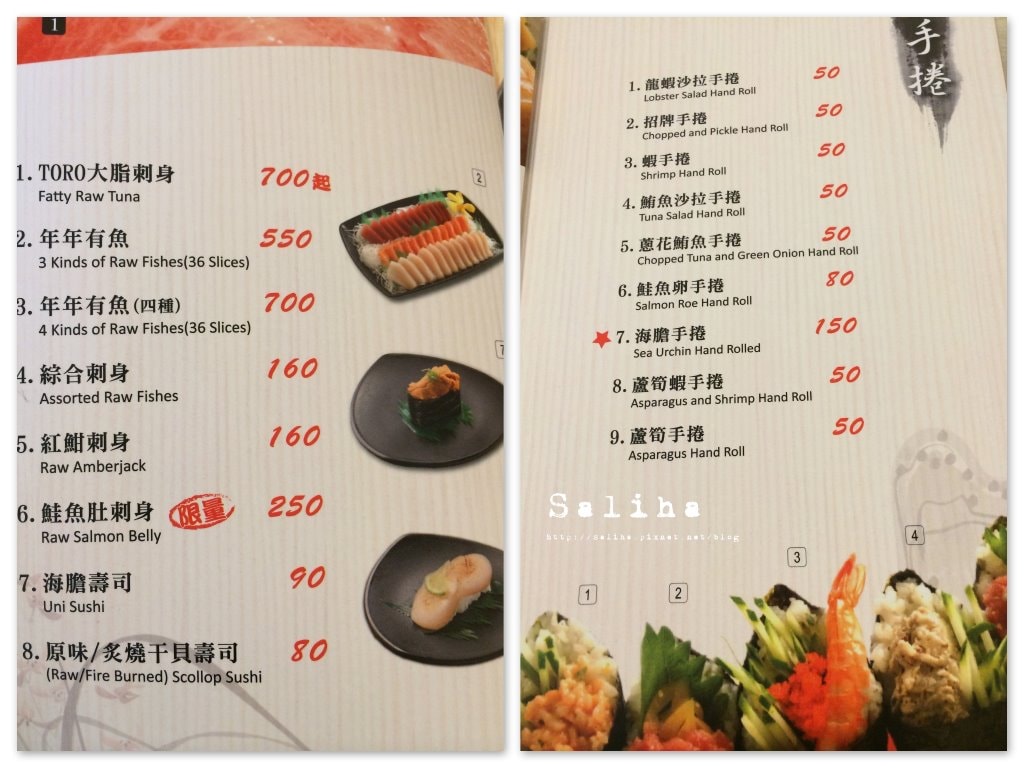 1
1. TORO大脂刺身 700起
Fatty Raw Tuna
2. 年年有魚 550
3 Kinds of Raw Fishes(36 Slices)
3. 年年有魚(四種) 700
4 Kinds of Raw Fishes(36 Slices)
4. 綜合刺身 160
Assorted Raw Fishes
5. 紅魽刺身 160
Raw Amberjack
6. 鮭魚肚刺身 限量 250
Raw Salmon Belly
7. 海膽壽司 90
Uni Sushi
8. 原味/炙燒干貝壽司 80
(Raw/Fire Burned) Scollop Sushi
2
7
手捲
1. 龍蝦沙拉手捲 50
Lobster Salad Hand Roll
2. 招牌手捲 50
Chopped and Pickle Hand Roll
3. 蝦手捲 50
Shrimp Hand Roll
4. 鮪魚沙拉手捲 50
Tuna Salad Hand Roll
5. 蔥花鮪魚手捲 50
Chopped Tuna and Green Onion Hand Roll
6. 鮭魚卵手捲 80
Salmon Roe Hand Roll
7. 海膽手捲 150
Sea Urchin Hand Rolled
8. 蘆筍蝦手捲 50
Asparagus and Shrimp Hand Roll
9. 蘆筍手捲 50
Asparagus Hand Roll
Saliha
http://Saliha.pixnet.net/blog
1
2
3
4